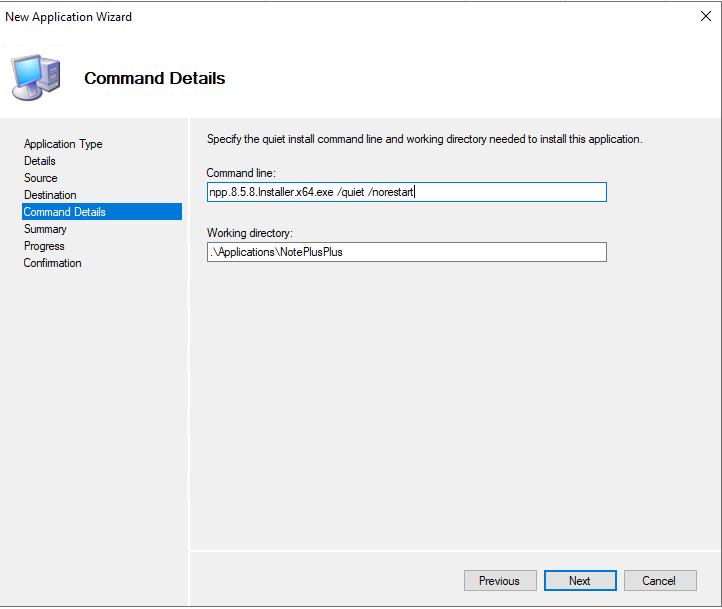 New Application Wizard
Command Details
Application Type
Details
Source
Destination
Command Details
Summary
Progress
Confirmation
Specify the quiet install command line and working directory needed to install this application.
Command line:
npp.8.5.8.Installer.x64.exe /quiet /norestart
Working directory:
.\Applications\NotePlusPlus
Previous
Next
Cancel